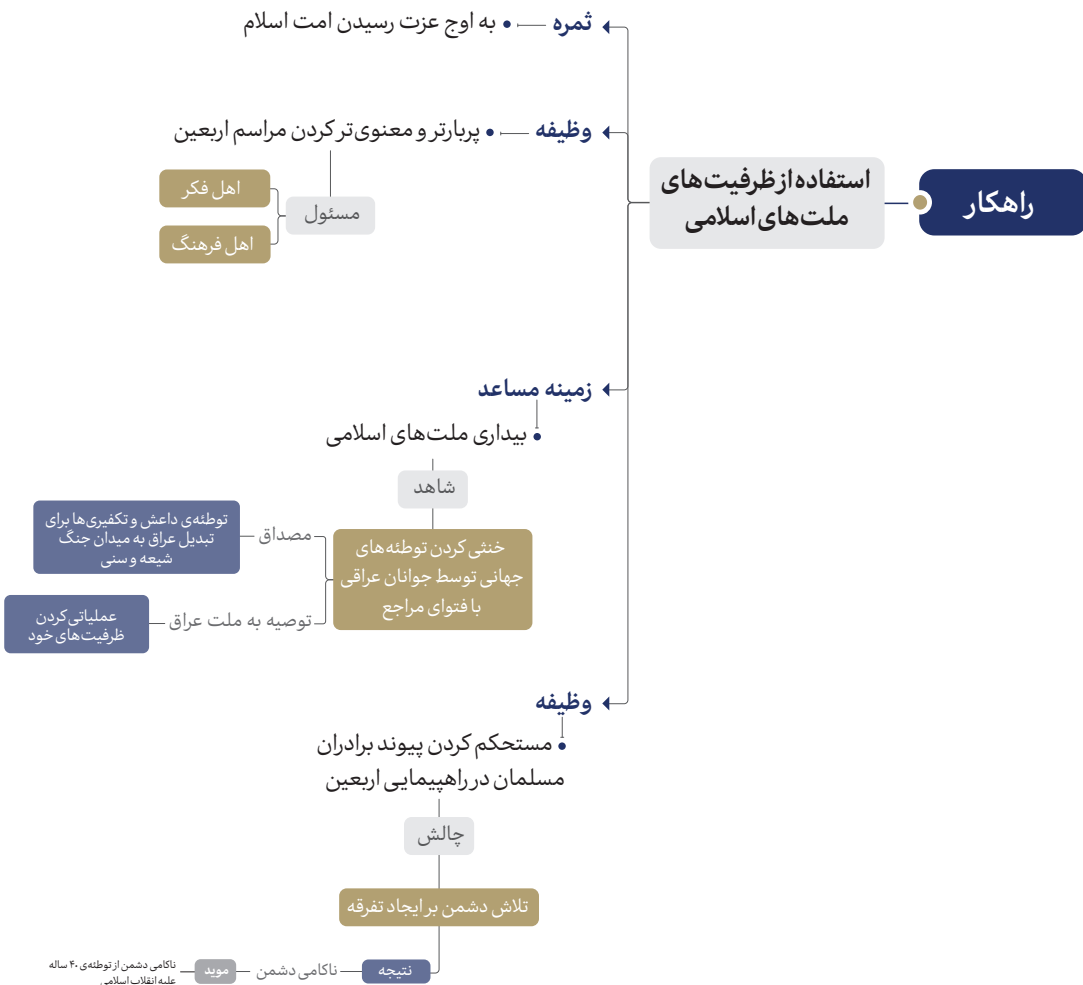 راهکار
استفاده از ظرفیت‌های
ملت‌های اسلامی
ثمره
به اوج عزت رسیدن امت اسلام
وظیفه
پربارتر و معنوی‌تر کردن مراسم اربعین
مسئول
اهل فکر
اهل فرهنگ
زمینه مساعد
بیداری ملت‌های اسلامی
شاهد
خنثی کردن توطئه‌های
جهانی توسط جوانان عراقی
با فتوای مراجع
مصداق
توطئه‌ی داعش و تکفیری‌ها برای
تبدیل عراق به میدان جنگ
شیعه و سنی
توصیه به ملت عراق
عملیاتی کردن
ظرفیت‌های خود
وظیفه
مستحکم کردن پیوند برادران
مسلمان در راهپیمایی اربعین
چالش
تلاش دشمن بر ایجاد تفرقه
نتیجه
ناکامی دشمن
موید
ناکامی دشمن از توطئه‌ی ۴۰ ساله
علیه انقلاب اسلامی